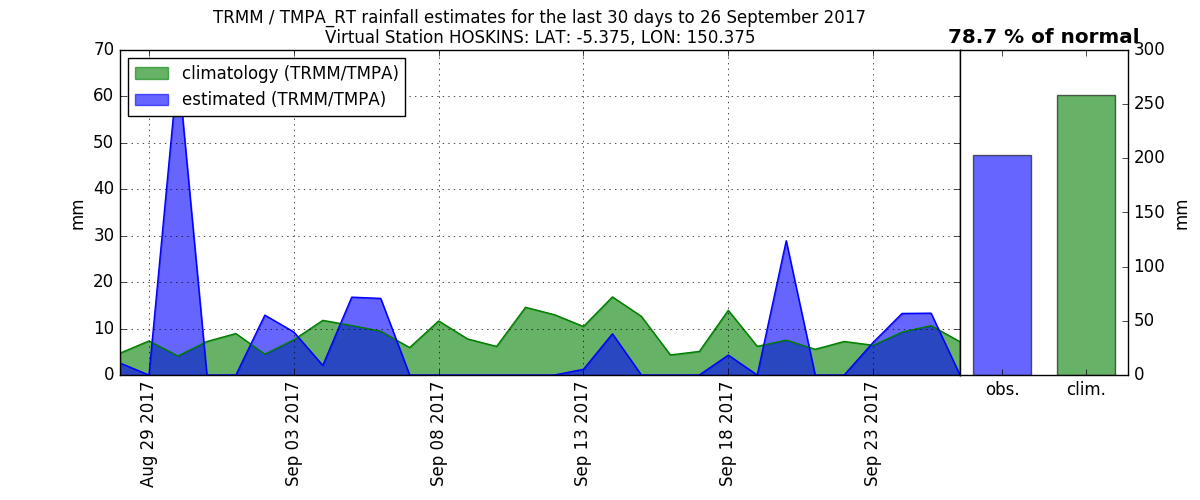 TRMM / TMPA_RT rainfall estimates for the last 30 days to 26 September 2017
Virtual Station HOSKINS: LAT: -5.375, LON: 150.375
78.7 % of normal
climatology (TRMM/TMPA)
estimated (TRMM/TMPA)
70
60
50
40
30
20
10
0
mm
Aug 29 2017
Sep 03 2017
Sep 08 2017
Sep 13 2017
Sep 18 2017
Sep 23 2017
obs.
clim.
300
250
200
150
100
50
0
mm